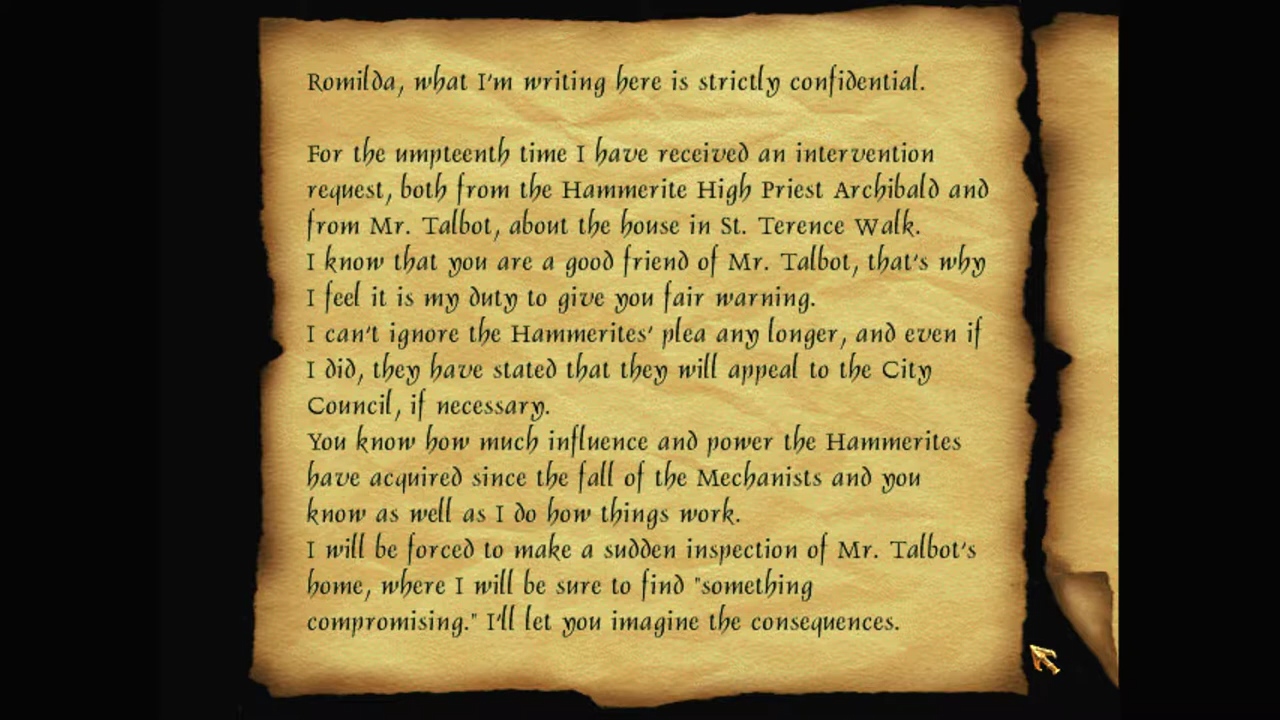 Romilda, what I'm writing here is strictly confidential.
For the umpteenth time I have received an intervention
request, both from the Hammerite High Priest Archibald and
from Mr. Talbot, about the house in St. Terence Walk.
I know that you are a good friend of Mr. Talbot, that's why
I feel it is my duty to give you fair warning.
I can't ignore the Hammerites' plea any longer, and even if
I did, they have stated that they will appeal to the City
Council, if necessary.
You know how much influence and power the Hammerites
have acquired since the fall of the Mechanists and you
know as well as I do how things work.
I will be forced to make a sudden inspection of Mr. Talbot's
home, where I will be sure to find "something
compromising." I'll let you imagine the consequences.